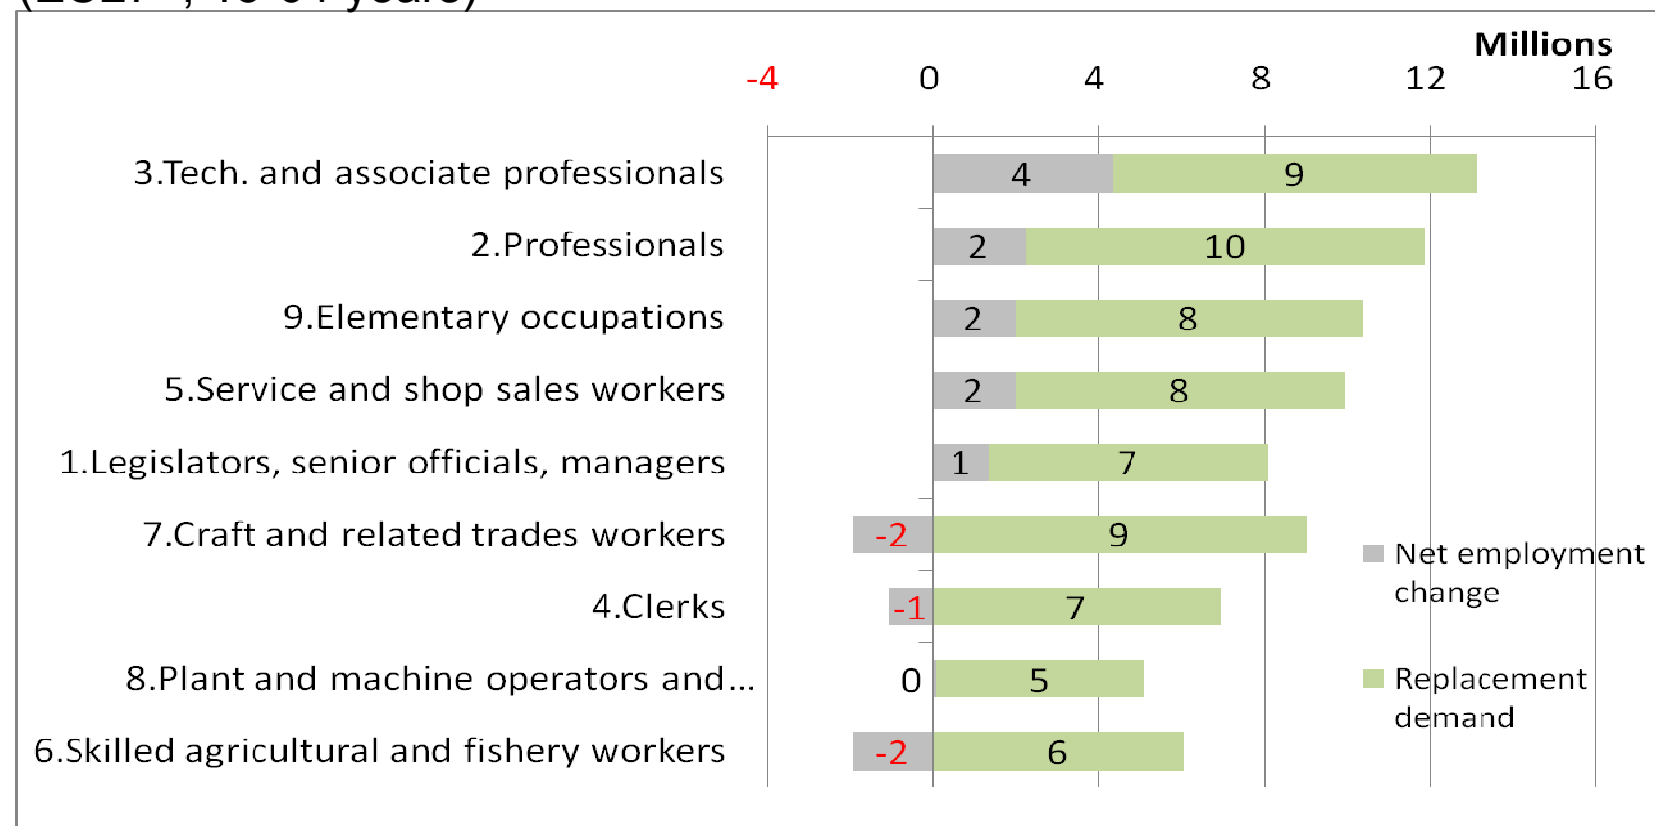 Millions
-4 0 4 8 12 16
3.Tech. and associate professionals 4 9
2.Professionals 2 10
9.Elementary occupations 2 8
5.Service and shop sales workers 2 8
1.Legislators, senior officials, managers 1 7
7.Craft and related trades workers -2 9
4.Clerks -1 7
8.Plant and machine operators and... 0 5
6.Skilled agricultural and fishery workers -2 6
Net employment
change
Replacement
demand